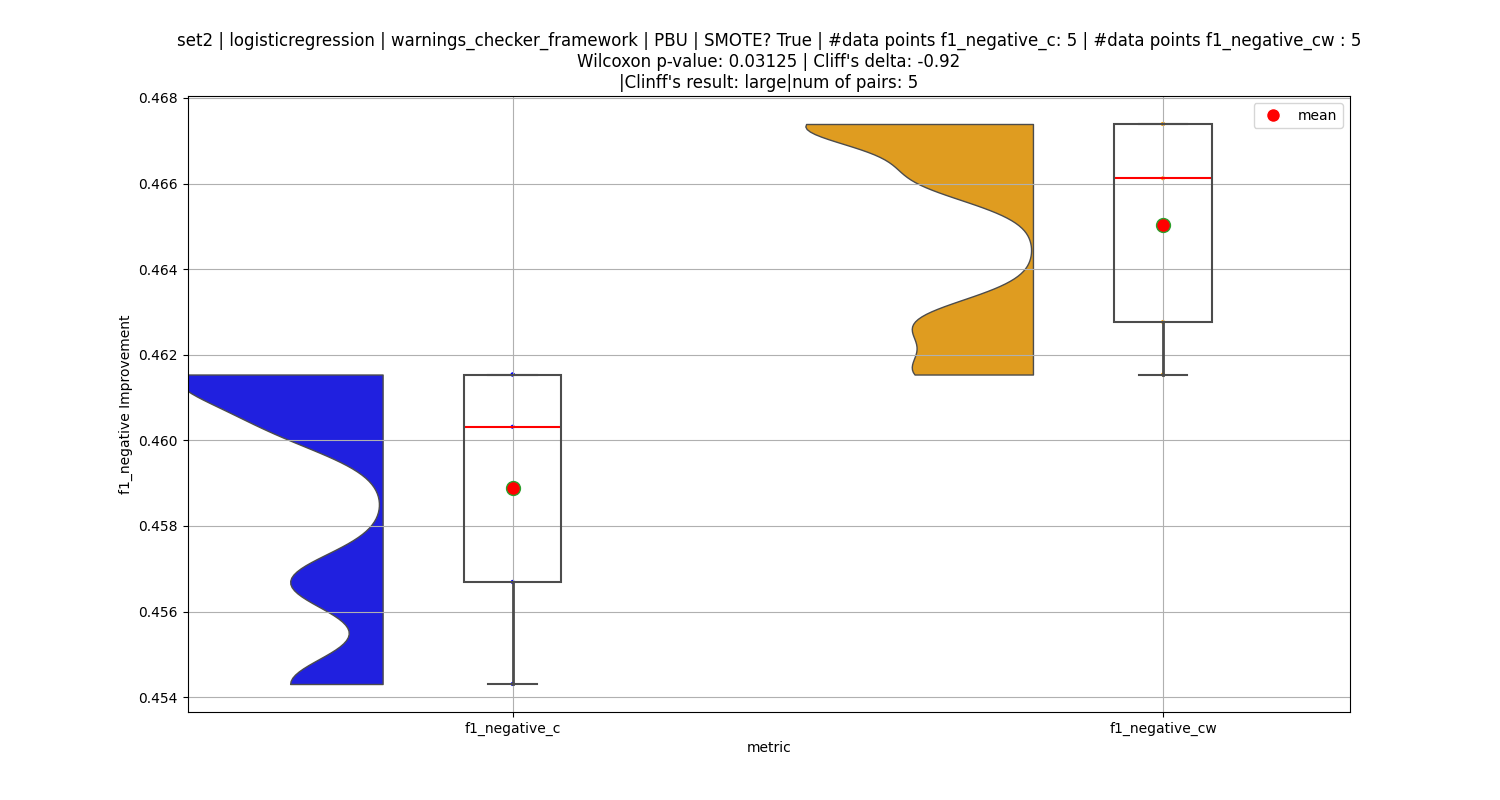 set2 | logisticregression | warnings_checker_framework | PBU | SMOTE? True | #data points f1_negative_c: 5 | #data points f1_negative_cw : 5
Wilcoxon p-value: 0.03125 | Cliff's delta: -0.92
|Clinff's result: large|num of pairs: 5
mean
0.468
0.466
0.464
0.462
0.460
0.458
0.456
0.454
f1_negative Improvement
f1_negative_c
f1_negative_cw
metric